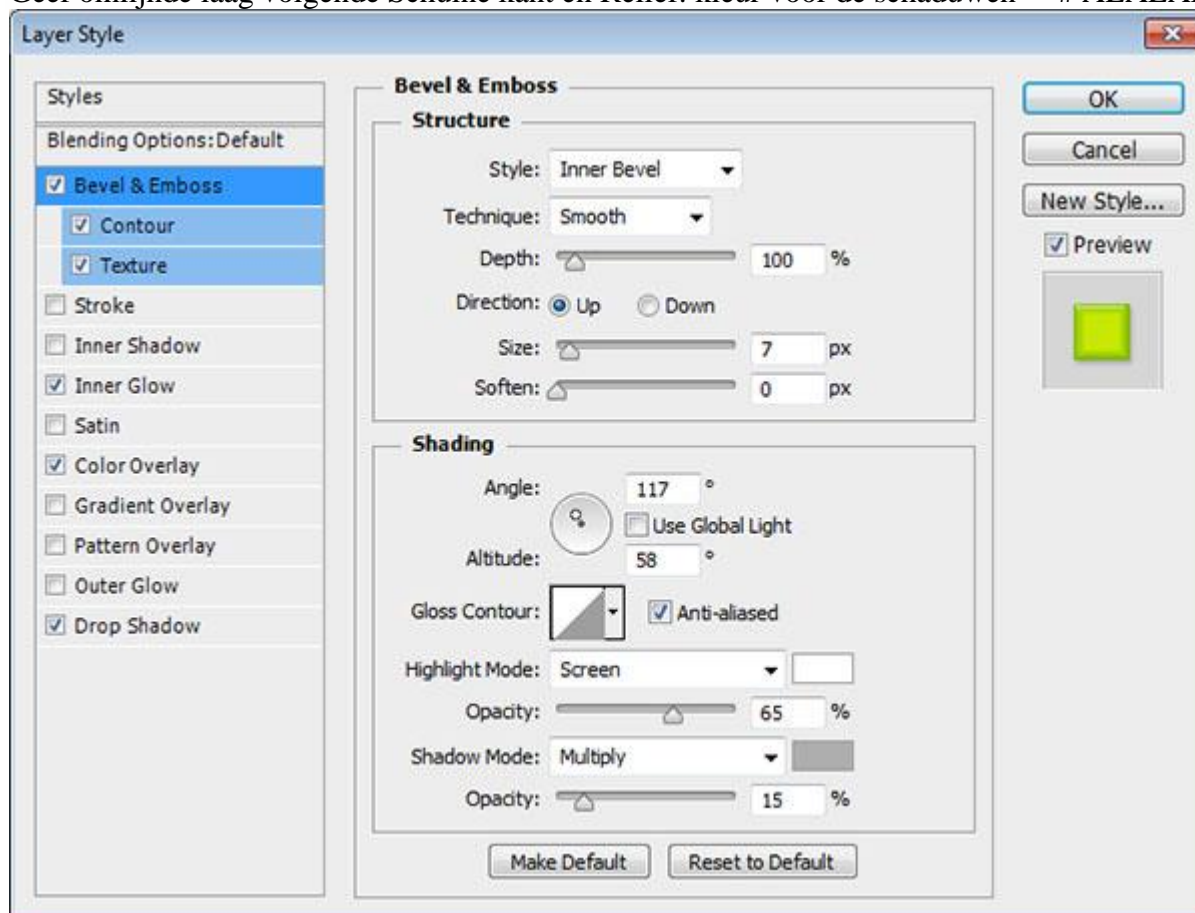 Layer Style
Styles
Blending Options: Default
Bevel & Emboss
Contour
Texture
Stroke
Inner Shadow
Inner Glow
Satin
Color Overlay
Gradient Overlay
Pattern Overlay
Outer Glow
Drop Shadow
Bevel & Emboss
Structure
Style: Inner Bevel
Technique: Smooth
Depth: 100 %
Direction: Up Down
Size: 7 px
Soften: 0 px
Shading
Angle: 117 °
Use Global Light
Altitude: 58 °
Gloss Contour: Anti-aliased
Highlight Mode: Screen
Opacity: 65 %
Shadow Mode: Multiply
Opacity: 15 %
Make Default Reset to Default
OK
Cancel
New Style...
Preview